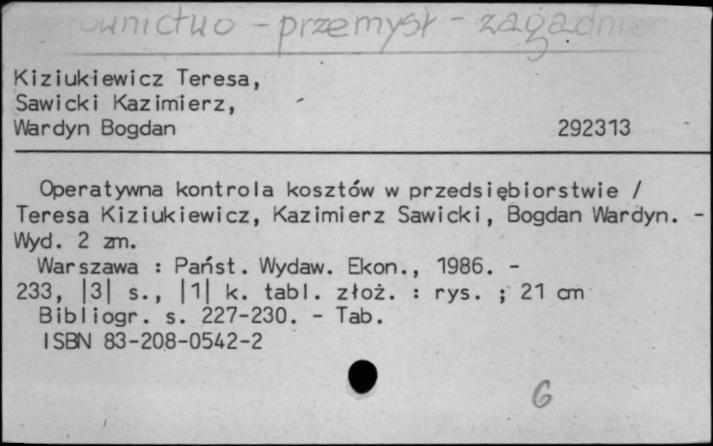 - przemysł -
Kiziukiewicz Teresa,
Sawicki Kazimierz,
Wardyn Bogdan 292313
Operatywna kontrola kosztów w przedsiębiorstwie /
Teresa Kiziukiewicz, Kazimierz Sawicki, Bogdan Wardyn. -
Wyd. 2 zm.
Warszawa : Państ. Wydaw. Ekon., 1986. -
233, |3| s., |1| k. tabl. złoż. : rys. ; 21 cm
Bibliogr. s. 227-230. - Tab.
ISBN 83-208-0542-2
6